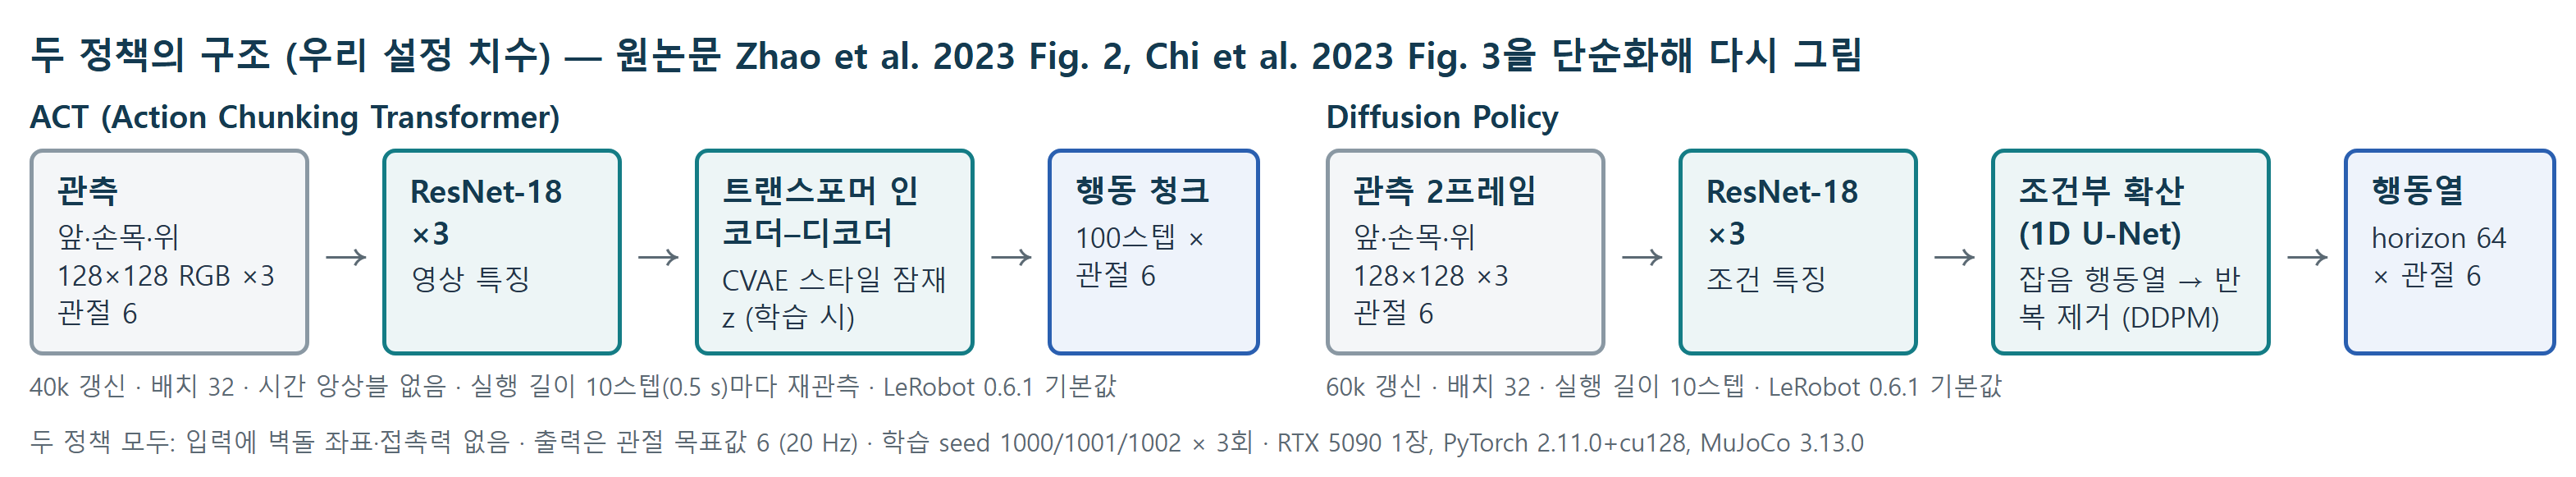 두 정책의 구조 (우리 설정 치수) — 원논문 Zhao et al. 2023 Fig. 2, Chi et al. 2023 Fig. 3을 단순화해 다시 그림
ACT (Action Chunking Transformer)
관측
앞·손목·위
128×128 RGB ×3
관절 6
→
ResNet-18
×3
영상 특징
→
트랜스포머 인
코더–디코더
CVAE 스타일 잠재
z (학습 시)
→
행동 청크
100스텝 ×
관절 6
40k 갱신 · 배치 32 · 시간 앙상블 없음 · 실행 길이 10스텝(0.5 s)마다 재관측 · LeRobot 0.6.1 기본값
Diffusion Policy
관측 2프레임
앞·손목·위
128×128 ×3
관절 6
→
ResNet-18
×3
조건 특징
→
조건부 확산
(1D U-Net)
잡음 행동열 → 반
복 제거 (DDPM)
→
행동열
horizon 64
× 관절 6
60k 갱신 · 배치 32 · 실행 길이 10스텝 · LeRobot 0.6.1 기본값
두 정책 모두: 입력에 벽돌 좌표·접촉력 없음 · 출력은 관절 목표값 6 (20 Hz) · 학습 seed 1000/1001/1002 × 3회 · RTX 5090 1장, PyTorch 2.11.0+cu128, MuJoCo 3.13.0